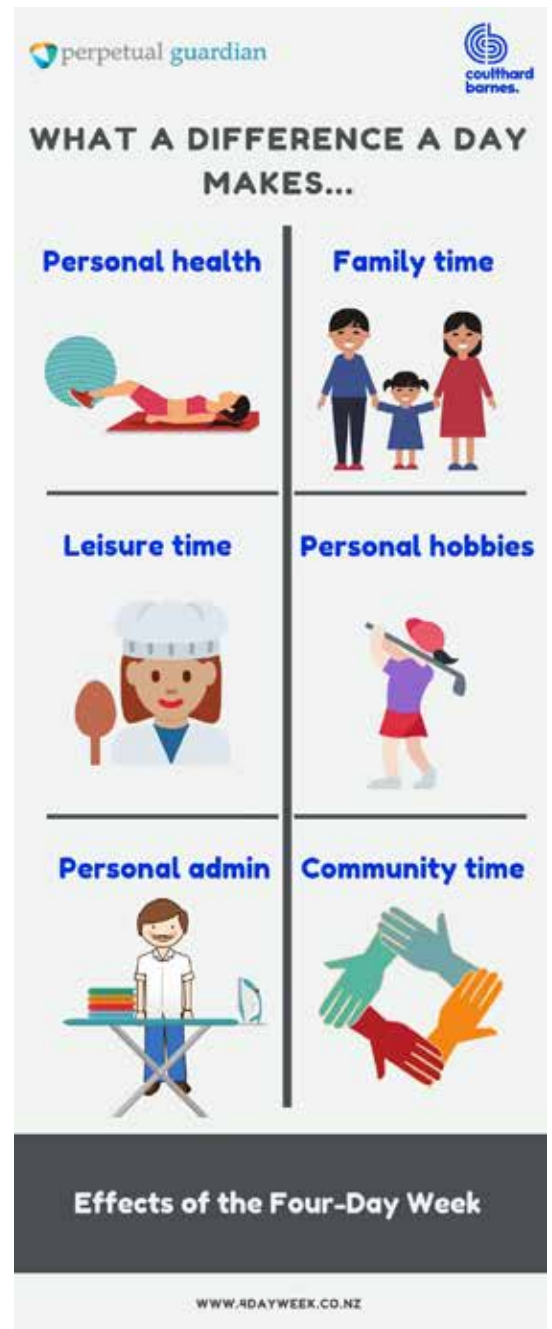 perpetual guardian
coulthard
barnes.
WHAT A DIFFERENCE A DAY
MAKES...
Personal health
Family time
Leisure time
Personal hobbies
Personal admin
Community time
Effects of the Four-Day Week
WWW.4DAYWEEK.CO.NZ